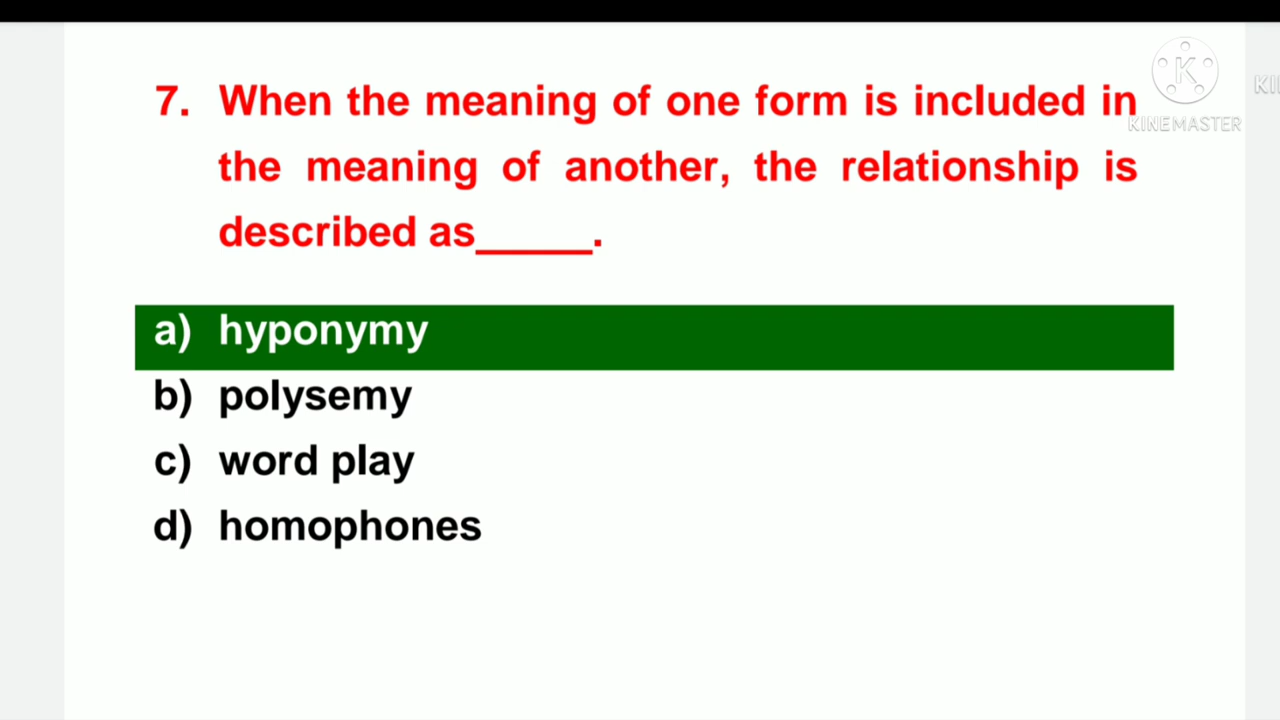 7. When the meaning of one form is included in
the meaning of another, the relationship is
described as_____.
a) hyponymy
b) polysemy
c) word play
d) homophones
K
KINEMASTER